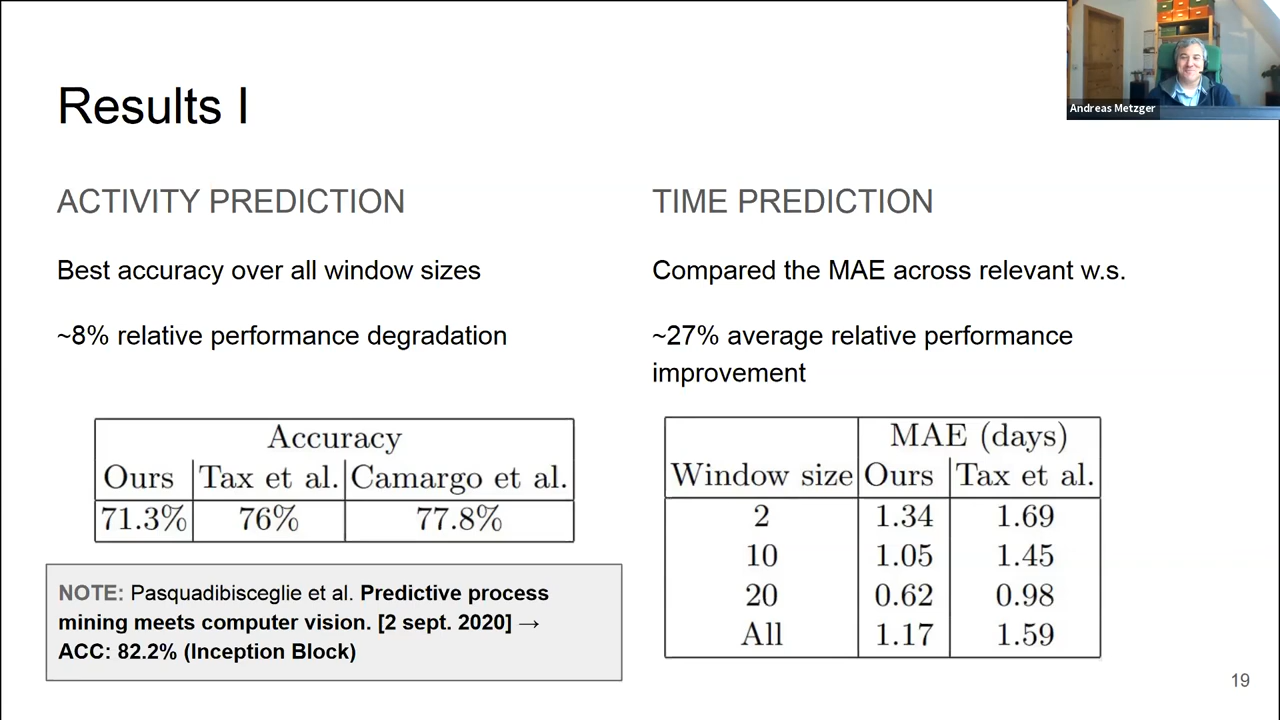 Andreas Metzger
Results I
ACTIVITY PREDICTION
Best accuracy over all window sizes
~8% relative performance degradation
Accuracy
Ours Tax et al. Camargo et al.
71.3% 76% 77.8%
NOTE: Pasquadibisceglie et al. Predictive process
mining meets computer vision. [2 sept. 2020] →
ACC: 82.2% (Inception Block)
TIME PREDICTION
Compared the MAE across relevant w.s.
~27% average relative performance
improvement
MAE (days)
Window size Ours Tax et al.
2 1.34 1.69
10 1.05 1.45
20 0.62 0.98
All 1.17 1.59
19